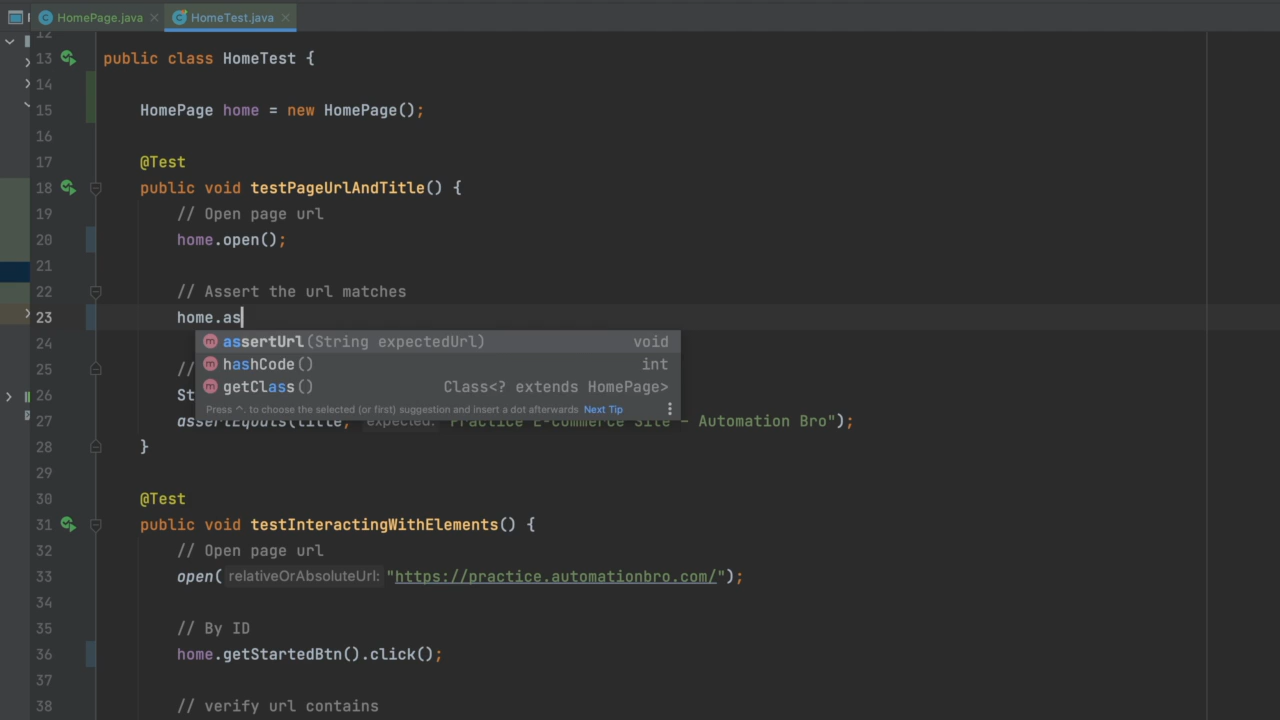 HomePage.java HomeTest.java
12
13 public class HomeTest {
14
15 HomePage home = new HomePage();
16
17 @Test
18 public void testPageUrlAndTitle() {
19 // Open page url
20 home.open();
21
22 // Assert the url matches
23 home.as
assertUrl(String expectedUrl) void
24
hashCode() int
25 //
getClass() Class<? extends HomePage>
26 St
Press ^. to choose the selected (or first) suggestion and insert a dot afterwards Next Tip
27 assertEquals(title, expected: "Practice E-Commerce Site – Automation Bro");
28 }
29
30 @Test
31 public void testInteractingWithElements() {
32 // Open page url
33 open( relativeOrAbsoluteUrl: "https://practice.automationbro.com/");
34
35 // By ID
36 home.getStartedBtn().click();
37
38 // verify url contains